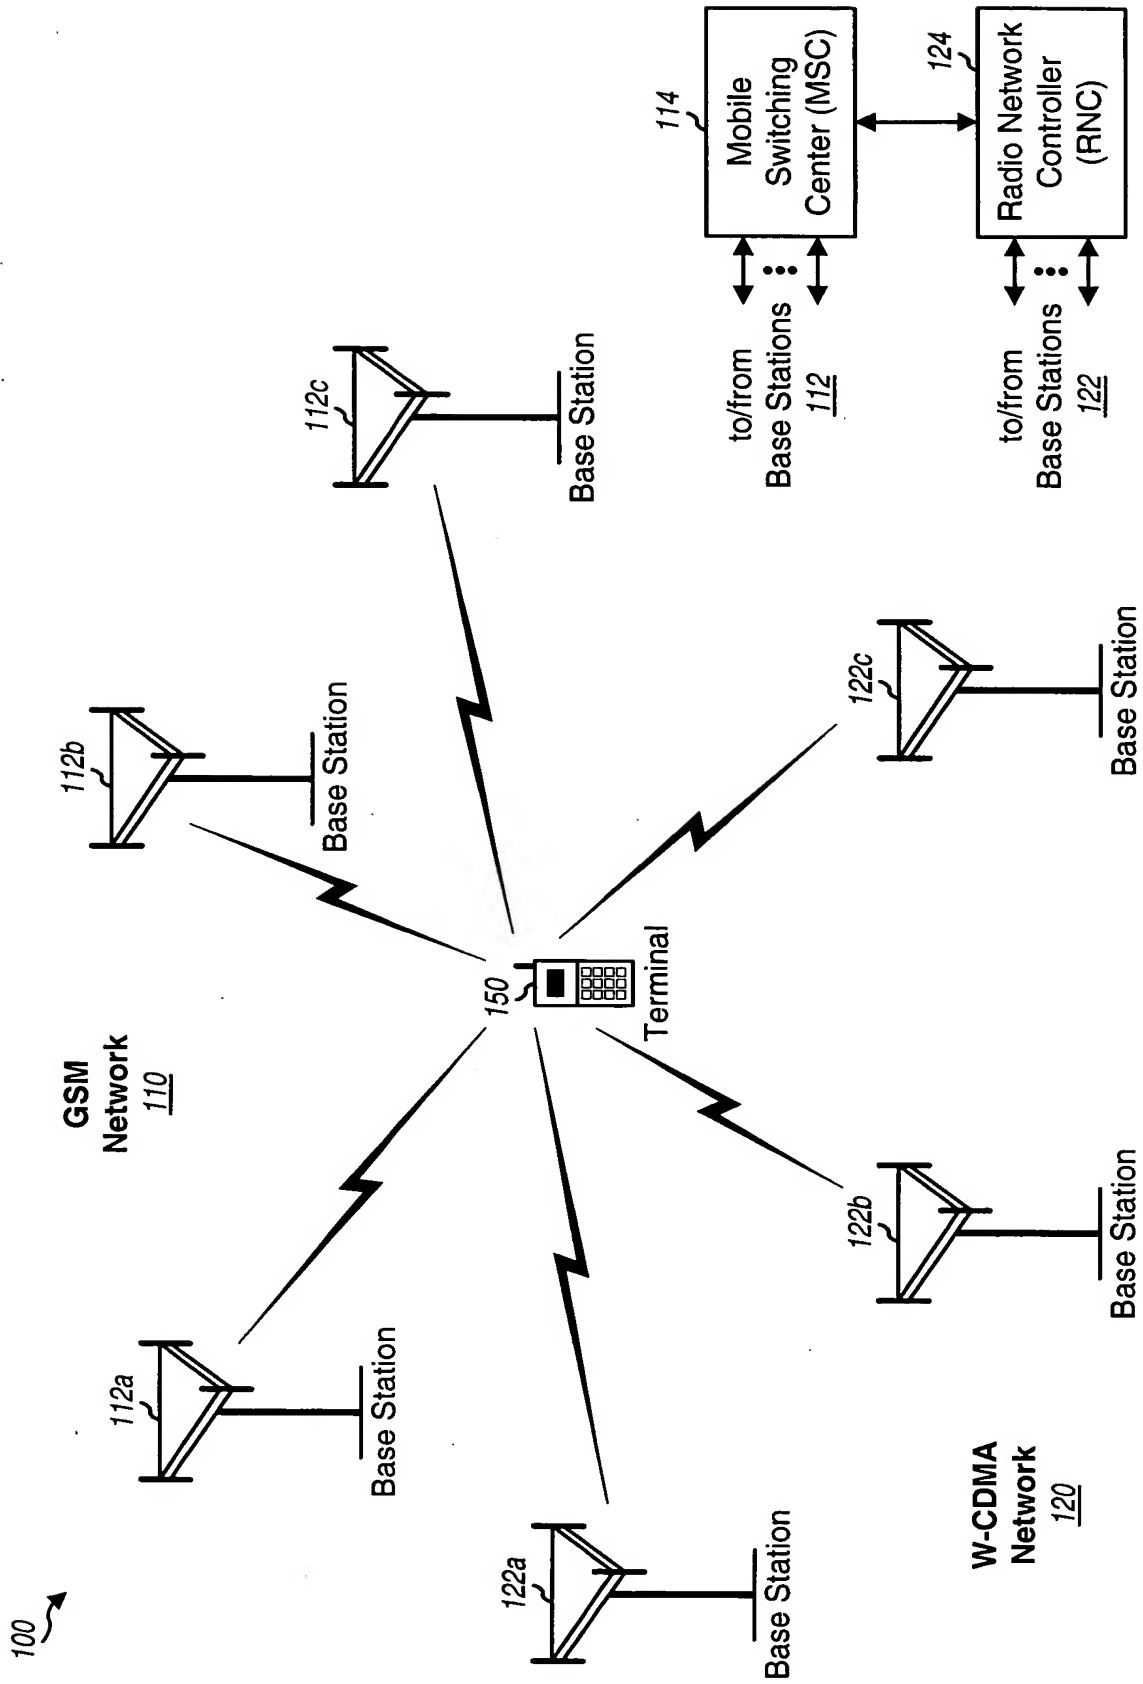 100
GSM
Network
110
112a
Base Station
112b
Base Station
112c
Base Station
150
Terminal
122a
Base Station
122b
Base Station
122c
Base Station
W-CDMA
Network
120
114
Mobile
Switching
Center (MSC)
to/from
Base Stations
112
124
Radio Network
Controller
(RNC)
to/from
Base Stations
122